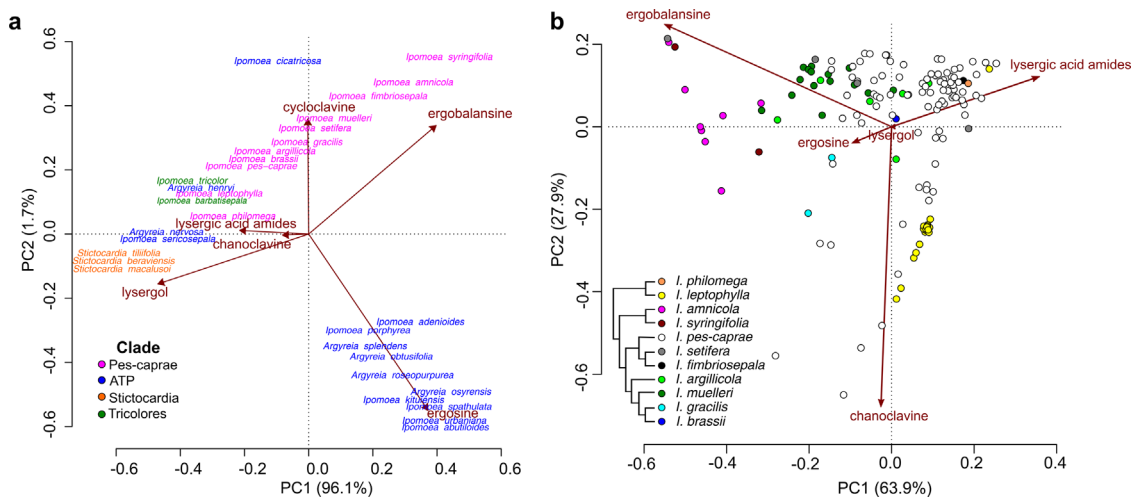 a
PC2 (1.7%)
0.6
0.4
0.2
0.0
-0.2
-0.4
-0.6
Ipomoea cicatricosa
Ipomoea syringifolia
Ipomoea amnicola
Ipomoea fimbriosepala
cycloclavine
ergobalansine
Ipomoea muelleri
Ipomoea setifera
Ipomoea gracilis
Ipomoea argillicola
Ipomoea brassii
Ipomoea pes-caprae
Ipomoea tricolor
Argyreia henryi
Ipomoea leptophylla
Ipomoea barbatisepala
Ipomoea philomega
lysergic acid amides
Argyreia nervosa
Ipomoea sericosepala
chanoclavine
Stictocardia tiliifolia
Stictocardia beraviensis
Stictocardia macalusoi
lysergol
Ipomoea adenioides
Ipomoea porphyrea
Argyreia splendens
Argyreia obtusifolia
Argyreia roseopurpurea
Argyreia osyrensis
Ipomoea kituiensis
Ipomoea spathulata
ergosine
Ipomoea urbaniana
Ipomoea abutiloides
Clade
Pes-caprae
ATP
Stictocardia
Tricolores
-0.6 -0.4 -0.2 0.0 0.2 0.4 0.6
PC1 (96.1%)
b
PC2 (27.9%)
0.2
0.0
-0.2
-0.4
-0.6
ergobalansine
lysergic acid amides
lysergol
ergosine
chanoclavine
I. philomega
I. leptophylla
I. amnicola
I. syringifolia
I. pes-caprae
I. setifera
I. fimbriosepala
I. argillicola
I. muelleri
I. gracilis
I. brassii
-0.6 -0.4 -0.2 0.0 0.2 0.4 0.6
PC1 (63.9%)